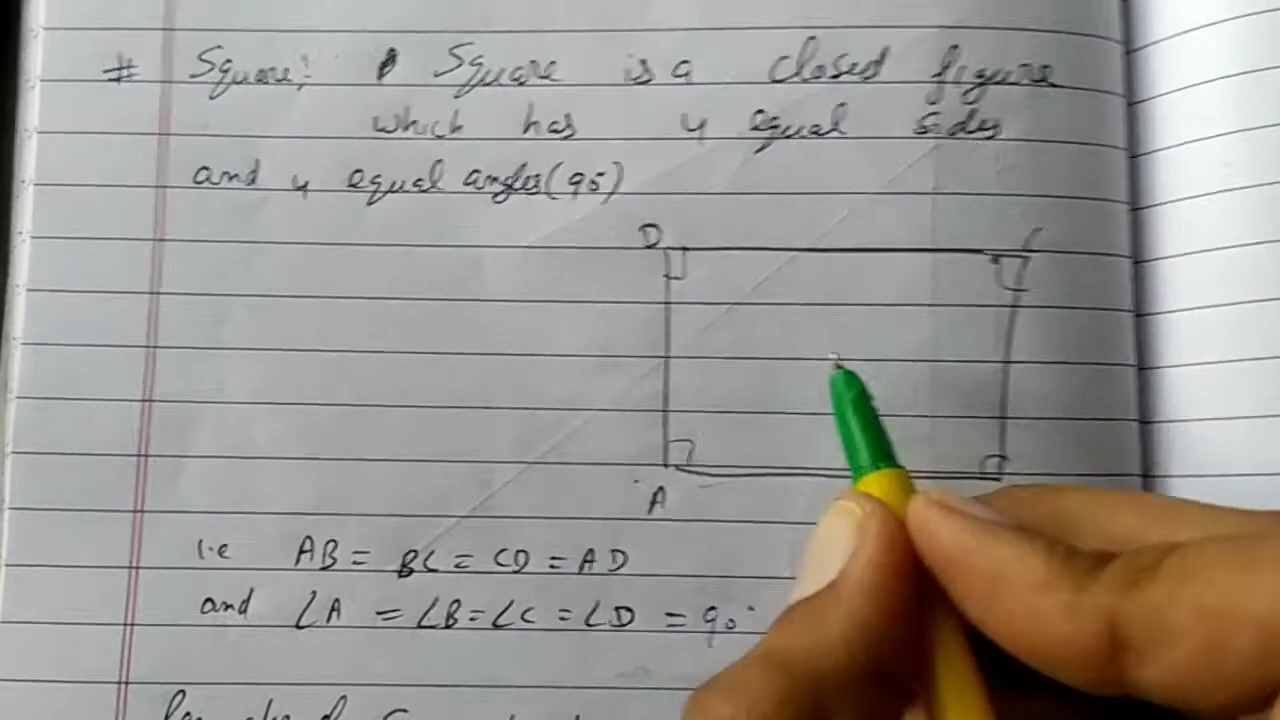 # Square: Square is a closed figure
which has 4 equal sides
and 4 equal angles (90°)
D C
A
i.e AB = BC = CD = AD
and ∠A = ∠B = ∠C = ∠D = 90°